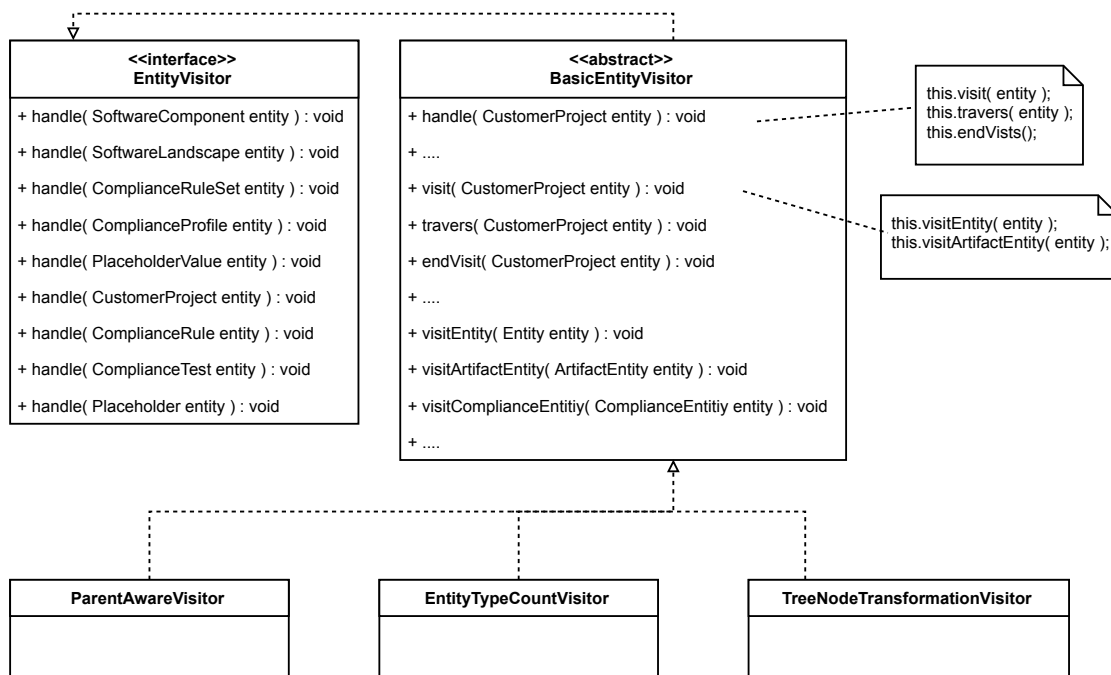 <<interface>>
EntityVisitor
+ handle( SoftwareComponent entity ) : void
+ handle( SoftwareLandscape entity ) : void
+ handle( ComplianceRuleSet entity ) : void
+ handle( ComplianceProfile entity ) : void
+ handle( PlaceholderValue entity ) : void
+ handle( CustomerProject entity ) : void
+ handle( ComplianceRule entity ) : void
+ handle( ComplianceTest entity ) : void
+ handle( Placeholder entity ) : void
<<abstract>>
BasicEntityVisitor
+ handle( CustomerProject entity ) : void
+ ....
+ visit( CustomerProject entity ) : void
+ travers( CustomerProject entity ) : void
+ endVisit( CustomerProject entity ) : void
+ ....
+ visitEntity( Entity entity ) : void
+ visitArtifactEntity( ArtifactEntity entity ) : void
+ visitComplianceEntitiy( ComplianceEntitiy entity ) : void
+ ....
this.visit( entity );
this.travers( entity );
this.endVists();
this.visitEntity( entity );
this.visitArtifactEntity( entity );
ParentAwareVisitor
EntityTypeCountVisitor
TreeNodeTransformationVisitor